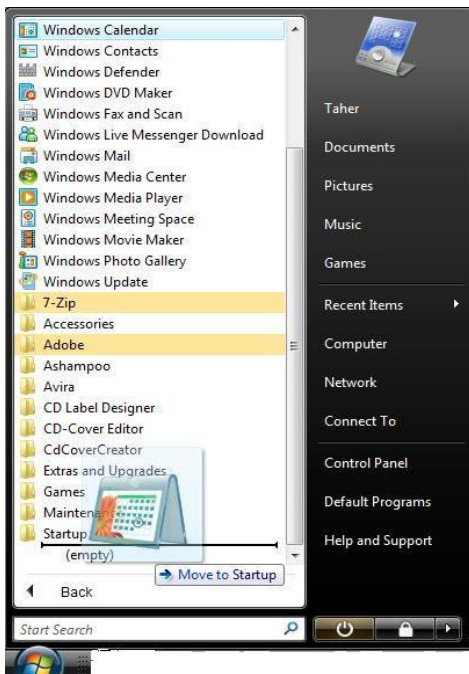 Windows Calendar
Windows Contacts
Windows Defender
Windows DVD Maker
Windows Fax and Scan
Windows Live Messenger Download
Windows Mail
Windows Media Center
Windows Media Player
Windows Meeting Space
Windows Movie Maker
Windows Photo Gallery
Windows Update
7-Zip
Accessories
Adobe
Ashampoo
Avira
CD Label Designer
CD-Cover Editor
CdCoverCreator
Extras and Upgrades
Games
Maintenance
Startup
(empty)
Move to Startup
Back
Start Search
Taher
Documents
Pictures
Music
Games
Recent Items
Computer
Network
Connect To
Control Panel
Default Programs
Help and Support